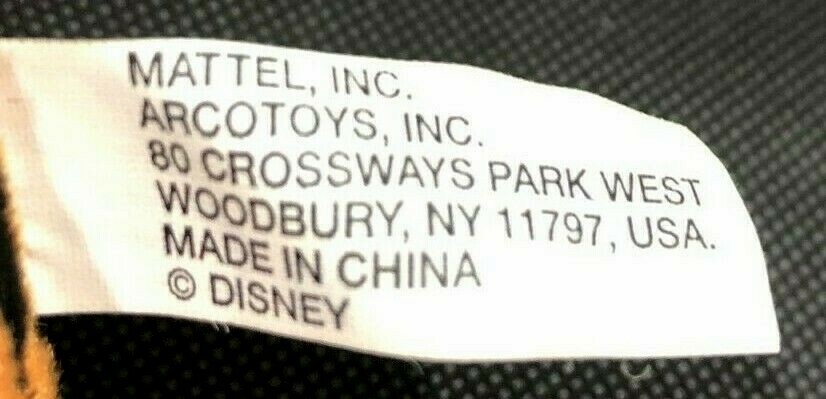 MATTEL, INC.
ARCOTOYS, INC.
80 CROSSWAYS PARK WEST
WOODBURY, NY 11797, USA.
MADE IN CHINA
© DISNEY